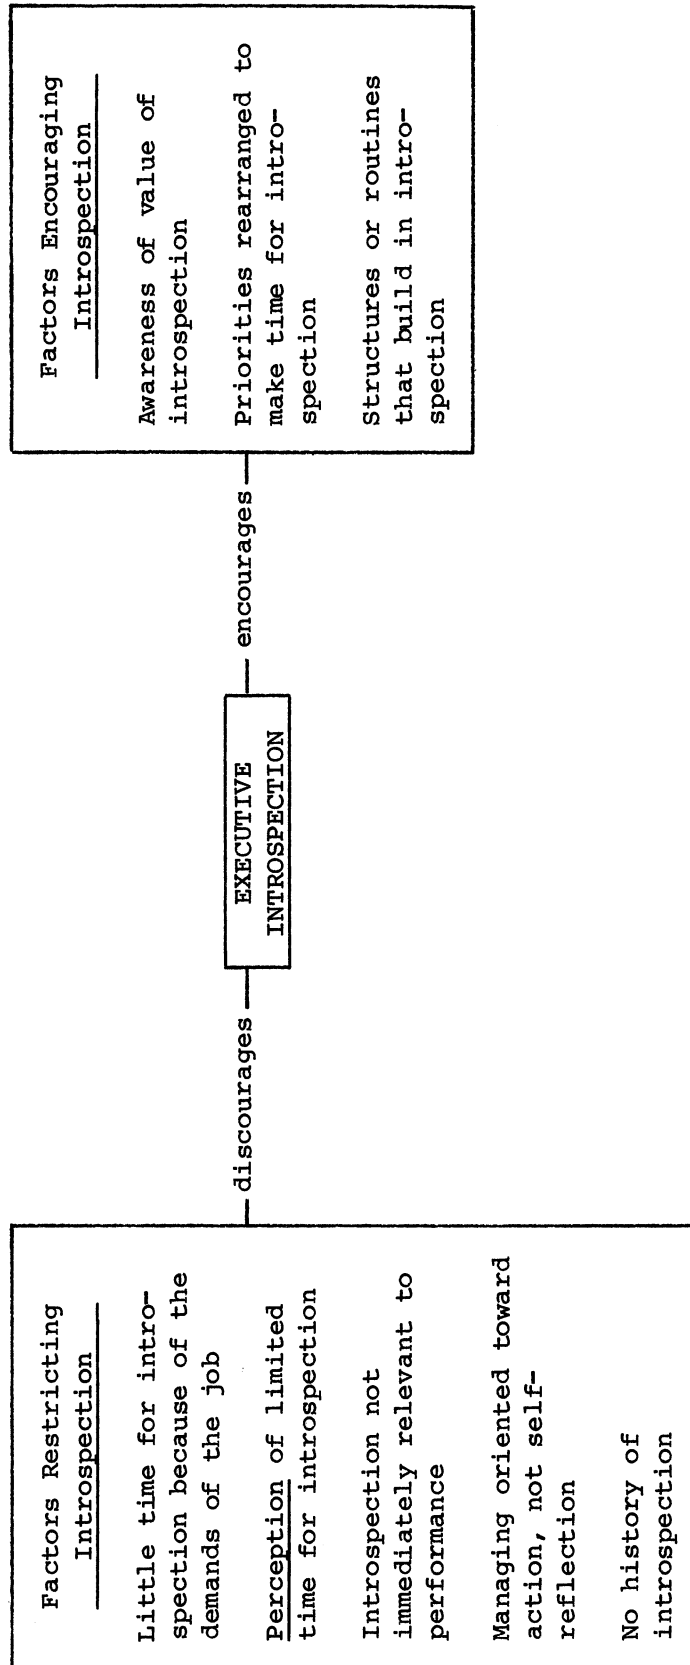 Factors Restricting
Introspection
Little time for intro-
spection because of the
demands of the job
Perception of limited
time for introspection
Introspection not
immediately relevant to
performance
Managing oriented toward
action, not self-
reflection
No history of
introspection
discourages
EXECUTIVE
INTROSPECTION
encourages
Factors Encouraging
Introspection
Awareness of value of
introspection
Priorities rearranged to
make time for intro-
spection
Structures or routines
that build in intro-
spection